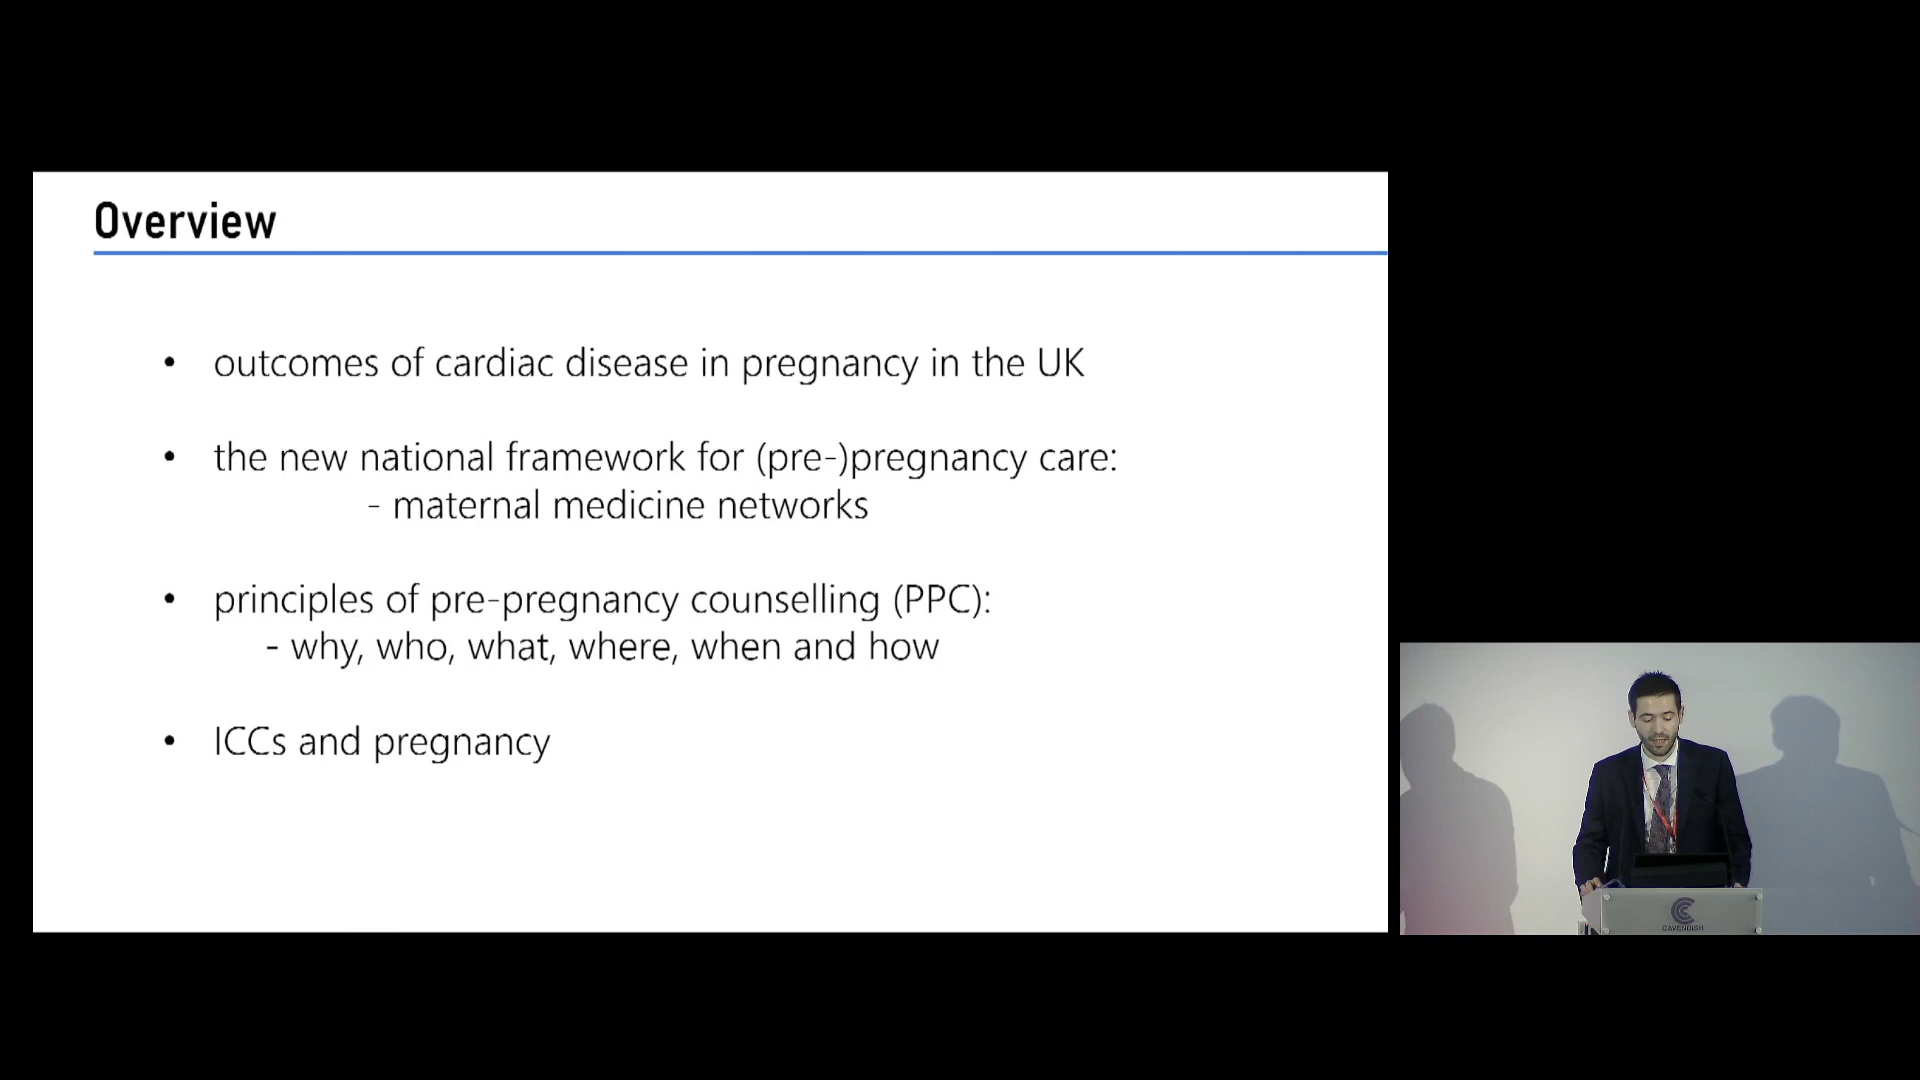 Overview
• outcomes of cardiac disease in pregnancy in the UK
• the new national framework for (pre-)pregnancy care:
- maternal medicine networks
• principles of pre-pregnancy counselling (PPC):
- why, who, what, where, when and how
• ICCs and pregnancy
CAVENDISH